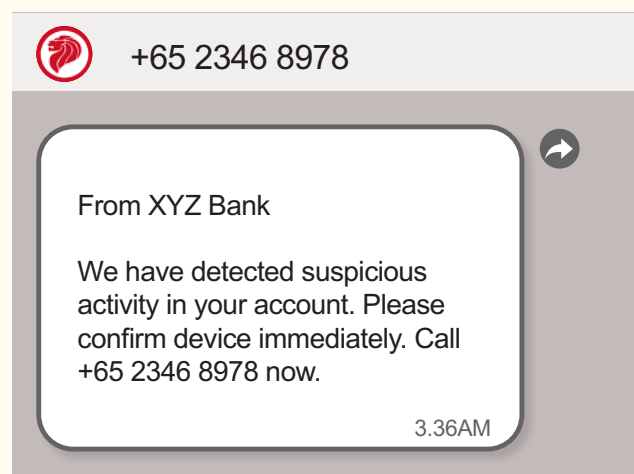 +65 2346 8978
From XYZ Bank
We have detected suspicious
activity in your account. Please
confirm device immediately. Call
+65 2346 8978 now.
3.36AM